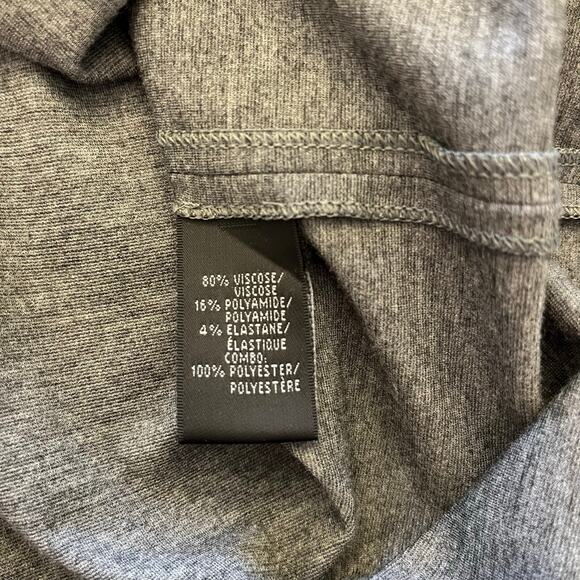 80% VISCOSE/
VISCOSE
16% POLYAMIDE/
POLYAMIDE
4% ELASTANE/
ÉLASTIQUE
COMBO:
100% POLYESTER/
POLYESTÈRE